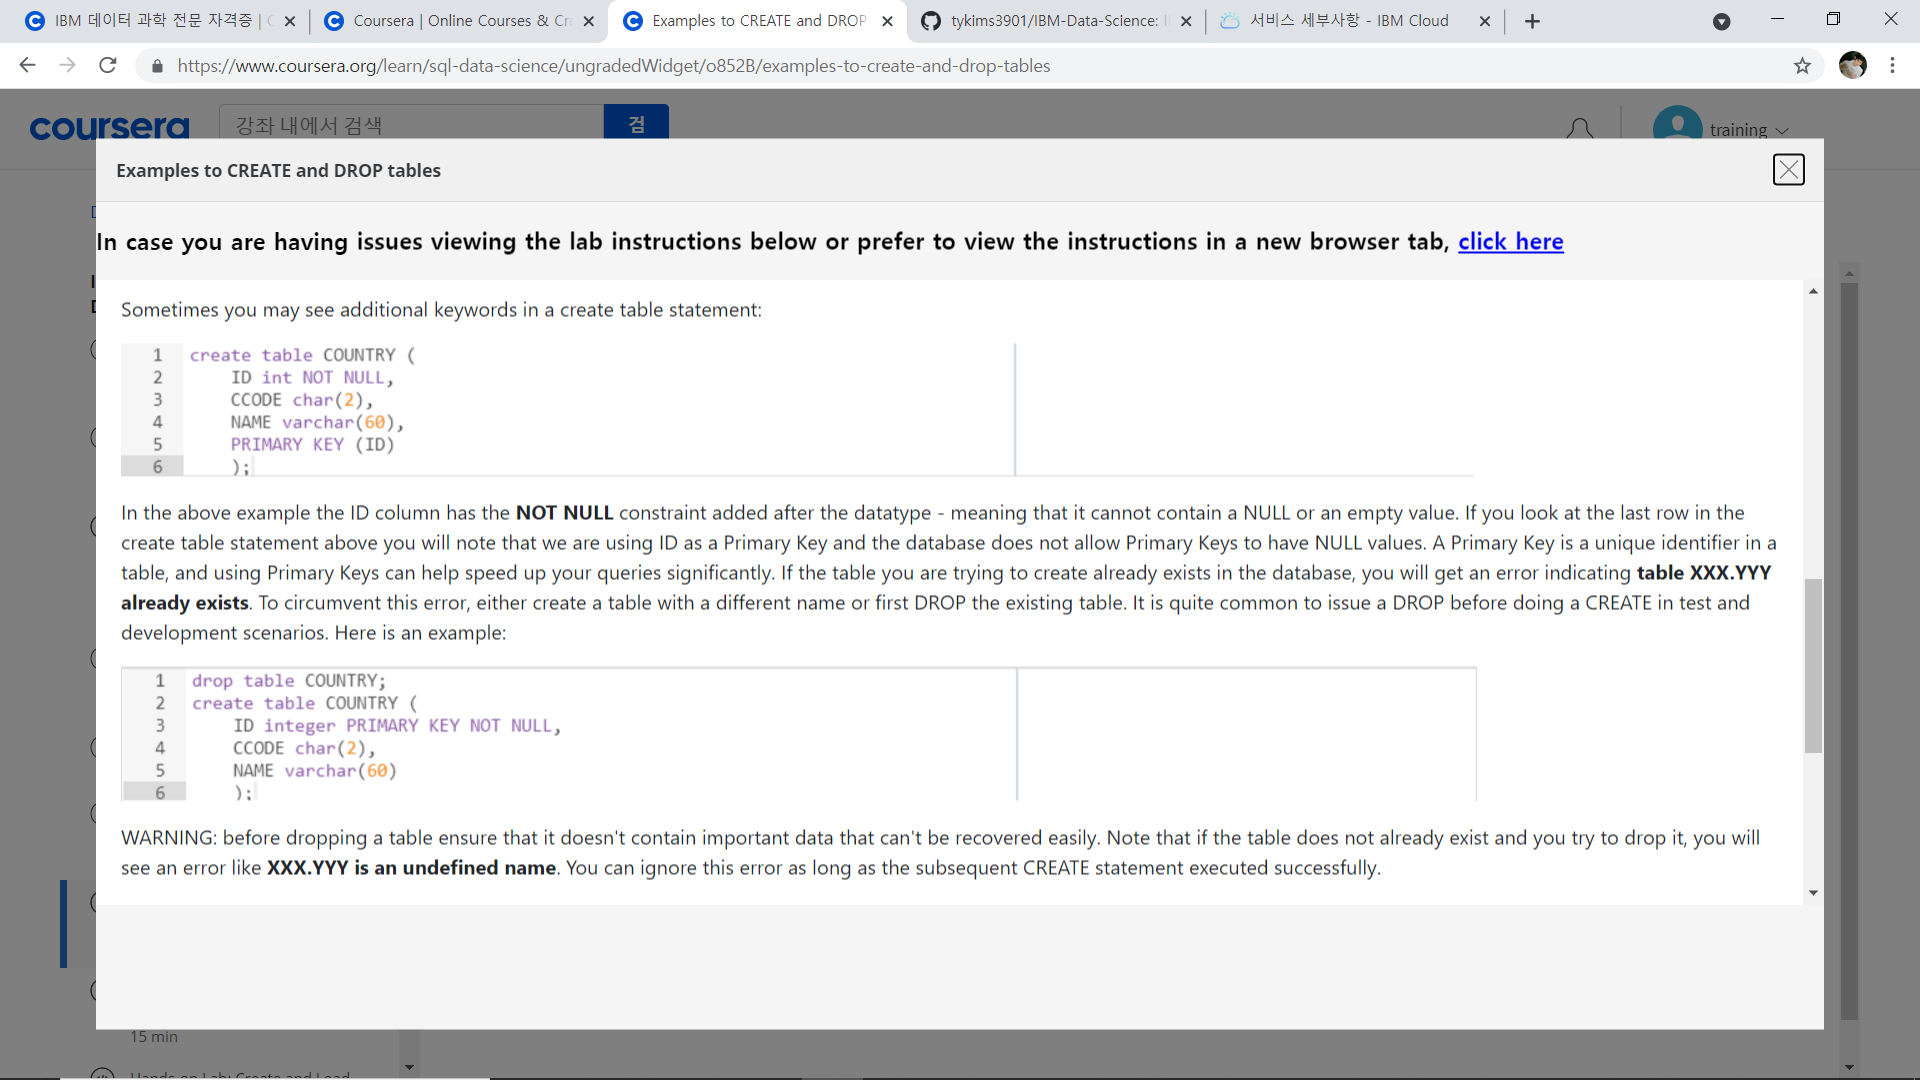 IBM 데이터 과학 전문 자격증 |
Coursera | Online Courses & Cre
Examples to CREATE and DROP
tykims3901/IBM-Data-Science:
서비스 세부사항 - IBM Cloud
https://www.coursera.org/learn/sql-data-science/ungradedWidget/o852B/examples-to-create-and-drop-tables
coursera
강좌 내에서 검색
검
training
Examples to CREATE and DROP tables
In case you are having issues viewing the lab instructions below or prefer to view the instructions in a new browser tab, click here
Sometimes you may see additional keywords in a create table statement:
1 create table COUNTRY (
2 ID int NOT NULL,
3 CCODE char(2),
4 NAME varchar(60),
5 PRIMARY KEY (ID)
6 );
In the above example the ID column has the NOT NULL constraint added after the datatype - meaning that it cannot contain a NULL or an empty value. If you look at the last row in the
create table statement above you will note that we are using ID as a Primary Key and the database does not allow Primary Keys to have NULL values. A Primary Key is a unique identifier in a
table, and using Primary Keys can help speed up your queries significantly. If the table you are trying to create already exists in the database, you will get an error indicating table XXX.YYY
already exists. To circumvent this error, either create a table with a different name or first DROP the existing table. It is quite common to issue a DROP before doing a CREATE in test and
development scenarios. Here is an example:
1 drop table COUNTRY;
2 create table COUNTRY (
3 ID integer PRIMARY KEY NOT NULL,
4 CCODE char(2),
5 NAME varchar(60)
6 );
WARNING: before dropping a table ensure that it doesn't contain important data that can't be recovered easily. Note that if the table does not already exist and you try to drop it, you will
see an error like XXX.YYY is an undefined name. You can ignore this error as long as the subsequent CREATE statement executed successfully.
15 min
Hands-on Lab: Create and Load